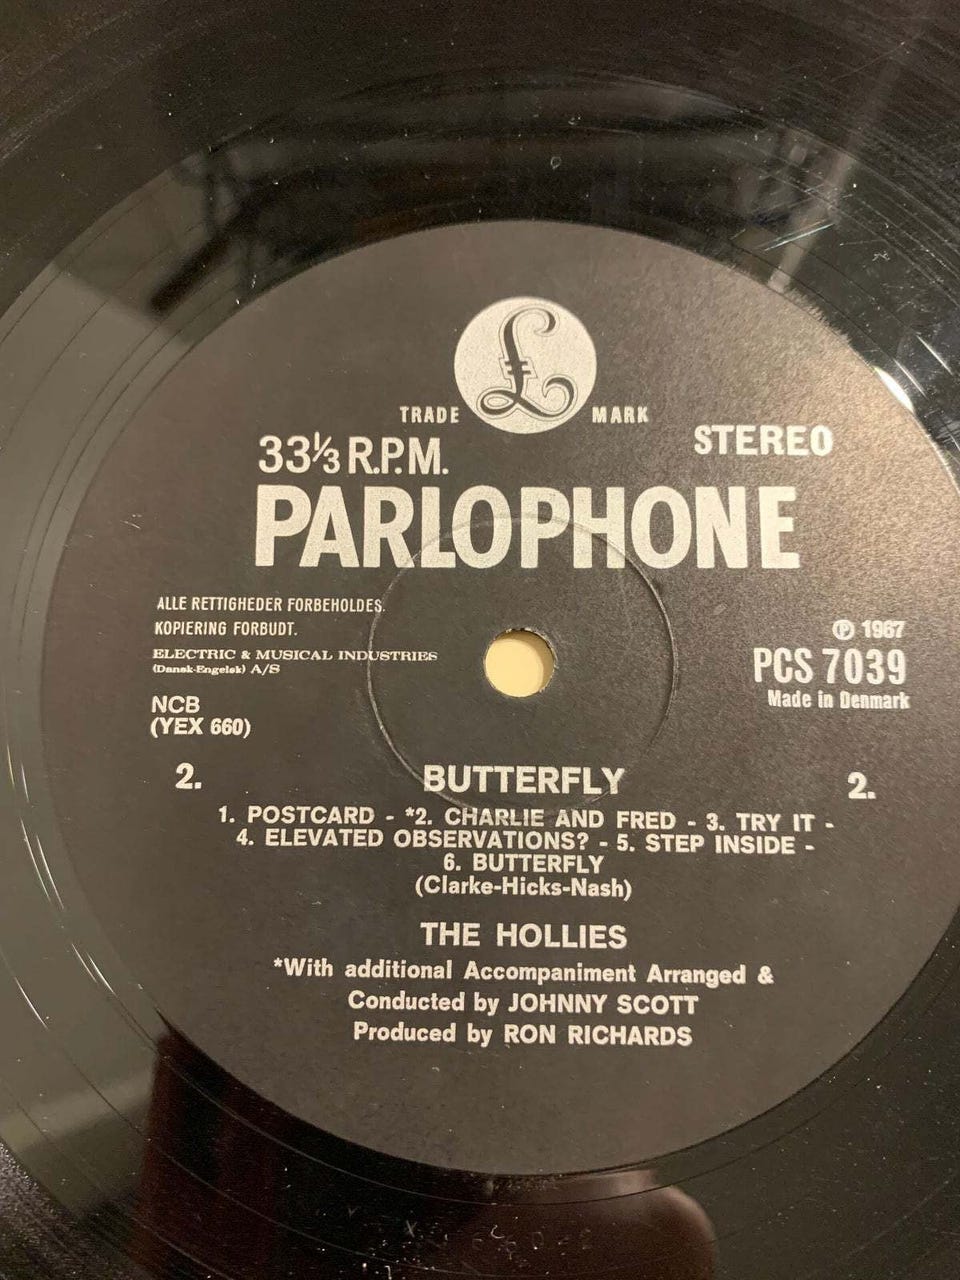 £
TRADE MARK
33⅓ R.P.M. STEREO
PARLOPHONE
ALLE RETTIGHEDER FORBEHOLDES.
KOPIERING FORBUDT.
ELECTRIC & MUSICAL INDUSTRIES
(Dansk-Engelsk) A/S
NCB
(YEX 660)
℗ 1967
PCS 7039
Made in Denmark
2. BUTTERFLY 2.
1. POSTCARD - *2. CHARLIE AND FRED - 3. TRY IT -
4. ELEVATED OBSERVATIONS? - 5. STEP INSIDE -
6. BUTTERFLY
(Clarke-Hicks-Nash)
THE HOLLIES
*With additional Accompaniment Arranged &
Conducted by JOHNNY SCOTT
Produced by RON RICHARDS